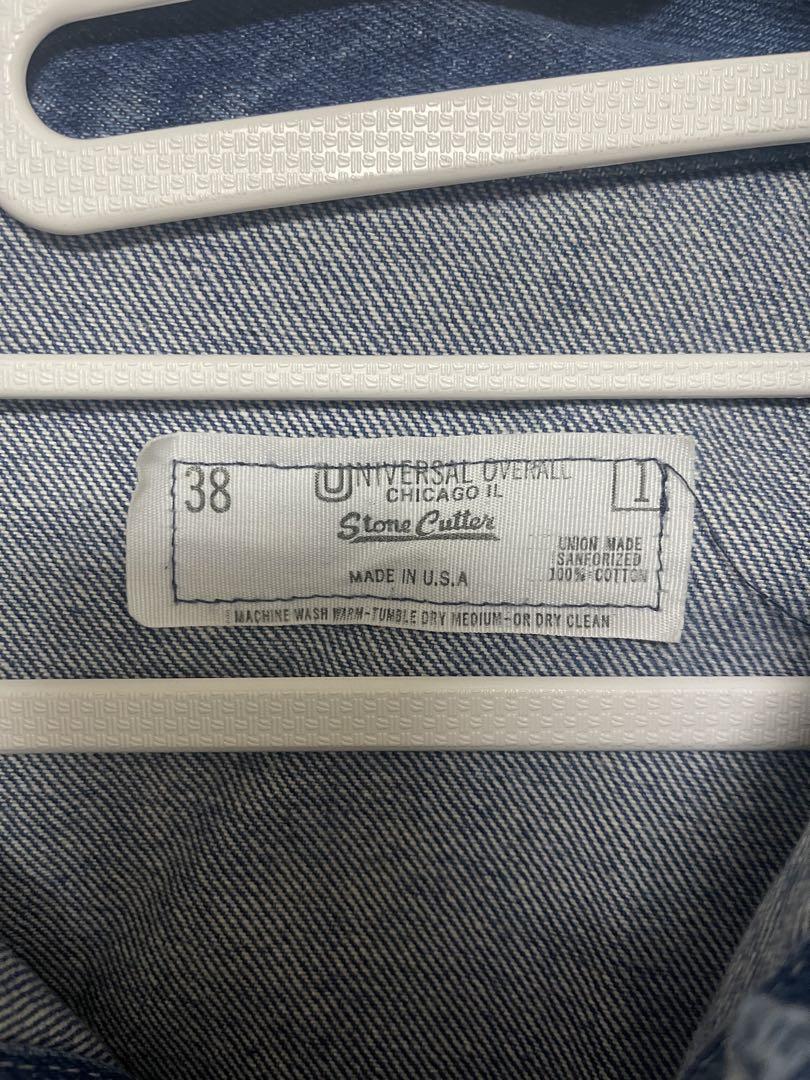 38 UNIVERSAL OVERALL 1
CHICAGO IL
Stone Cutter
UNION MADE
SANFORIZED
MADE IN U.S.A 100% COTTON
MACHINE WASH WARM-TUMBLE DRY MEDIUM-OR DRY CLEAN